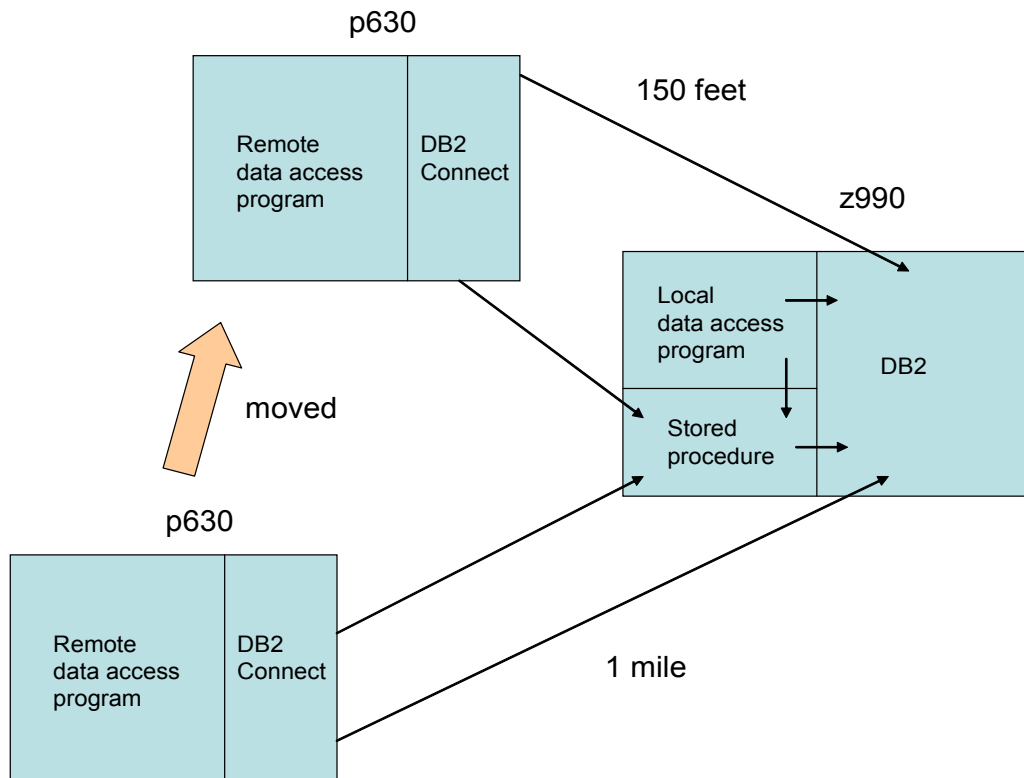 p630
150 feet
Remote
data access
program
DB2
Connect
z990
Local
data access
program
DB2
moved
Stored
procedure
p630
Remote
data access
program
DB2
Connect
1 mile